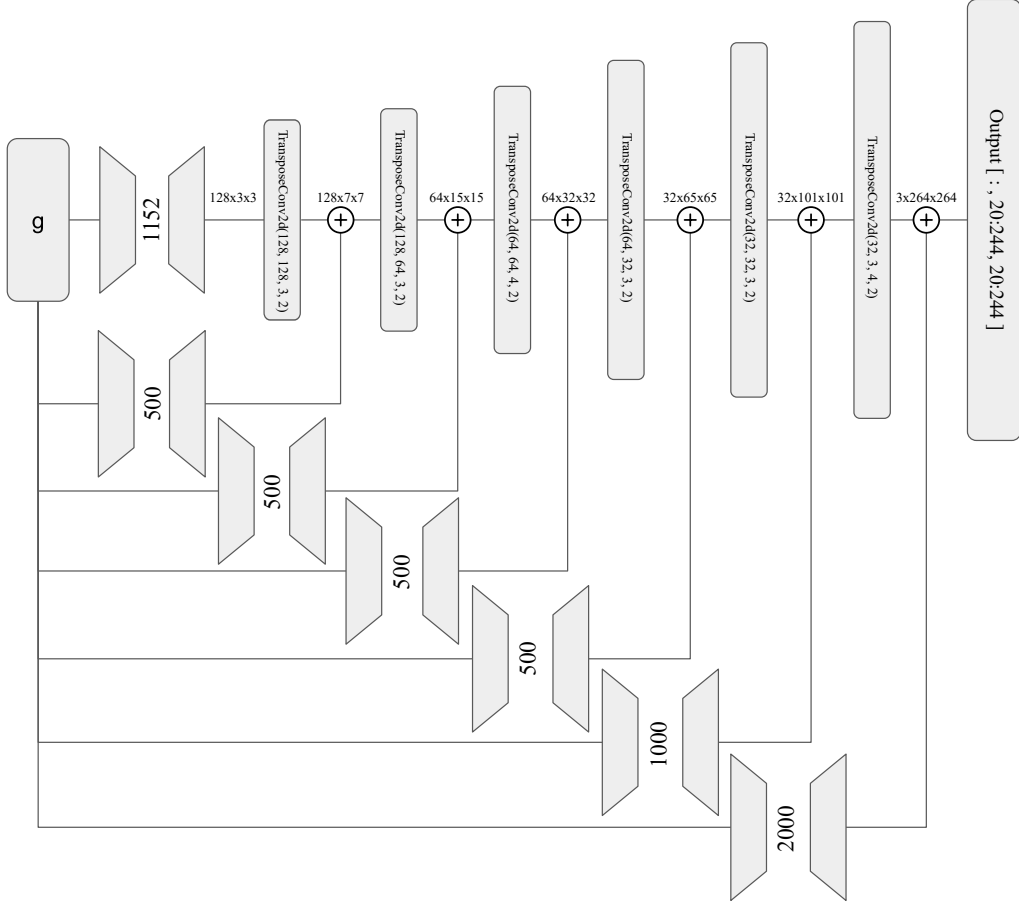 g
1152
128x3x3
TransposeConv2d(128, 128, 3, 2)
128x7x7
+
TransposeConv2d(128, 64, 3, 2)
64x15x15
+
TransposeConv2d(64, 64, 4, 2)
64x32x32
+
TransposeConv2d(64, 32, 3, 2)
32x65x65
+
TransposeConv2d(32, 32, 3, 2)
32x101x101
+
TransposeConv2d(32, 3, 4, 2)
3x264x264
+
Output [ : , 20:244, 20:244 ]
500
500
500
500
1000
2000